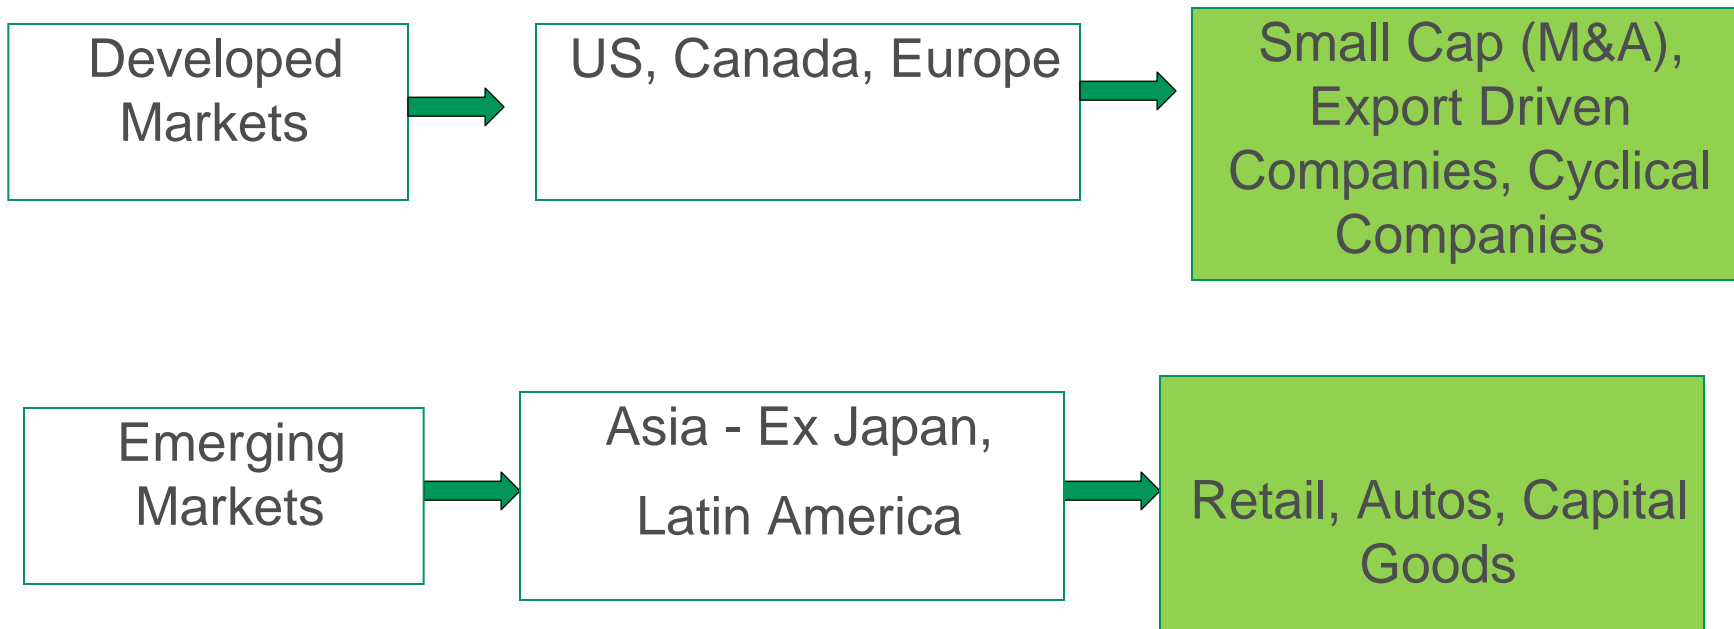 Developed
Markets
US, Canada, Europe
Small Cap (M&A),
Export Driven
Companies, Cyclical
Companies
Emerging
Markets
Asia - Ex Japan,
Latin America
Retail, Autos, Capital
Goods